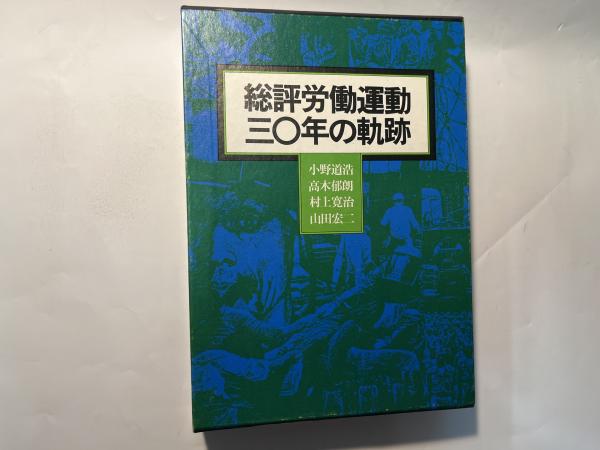 総評労働運動
三〇年の軌跡
小野道浩
高木郁朗
村上寛治
山田宏二